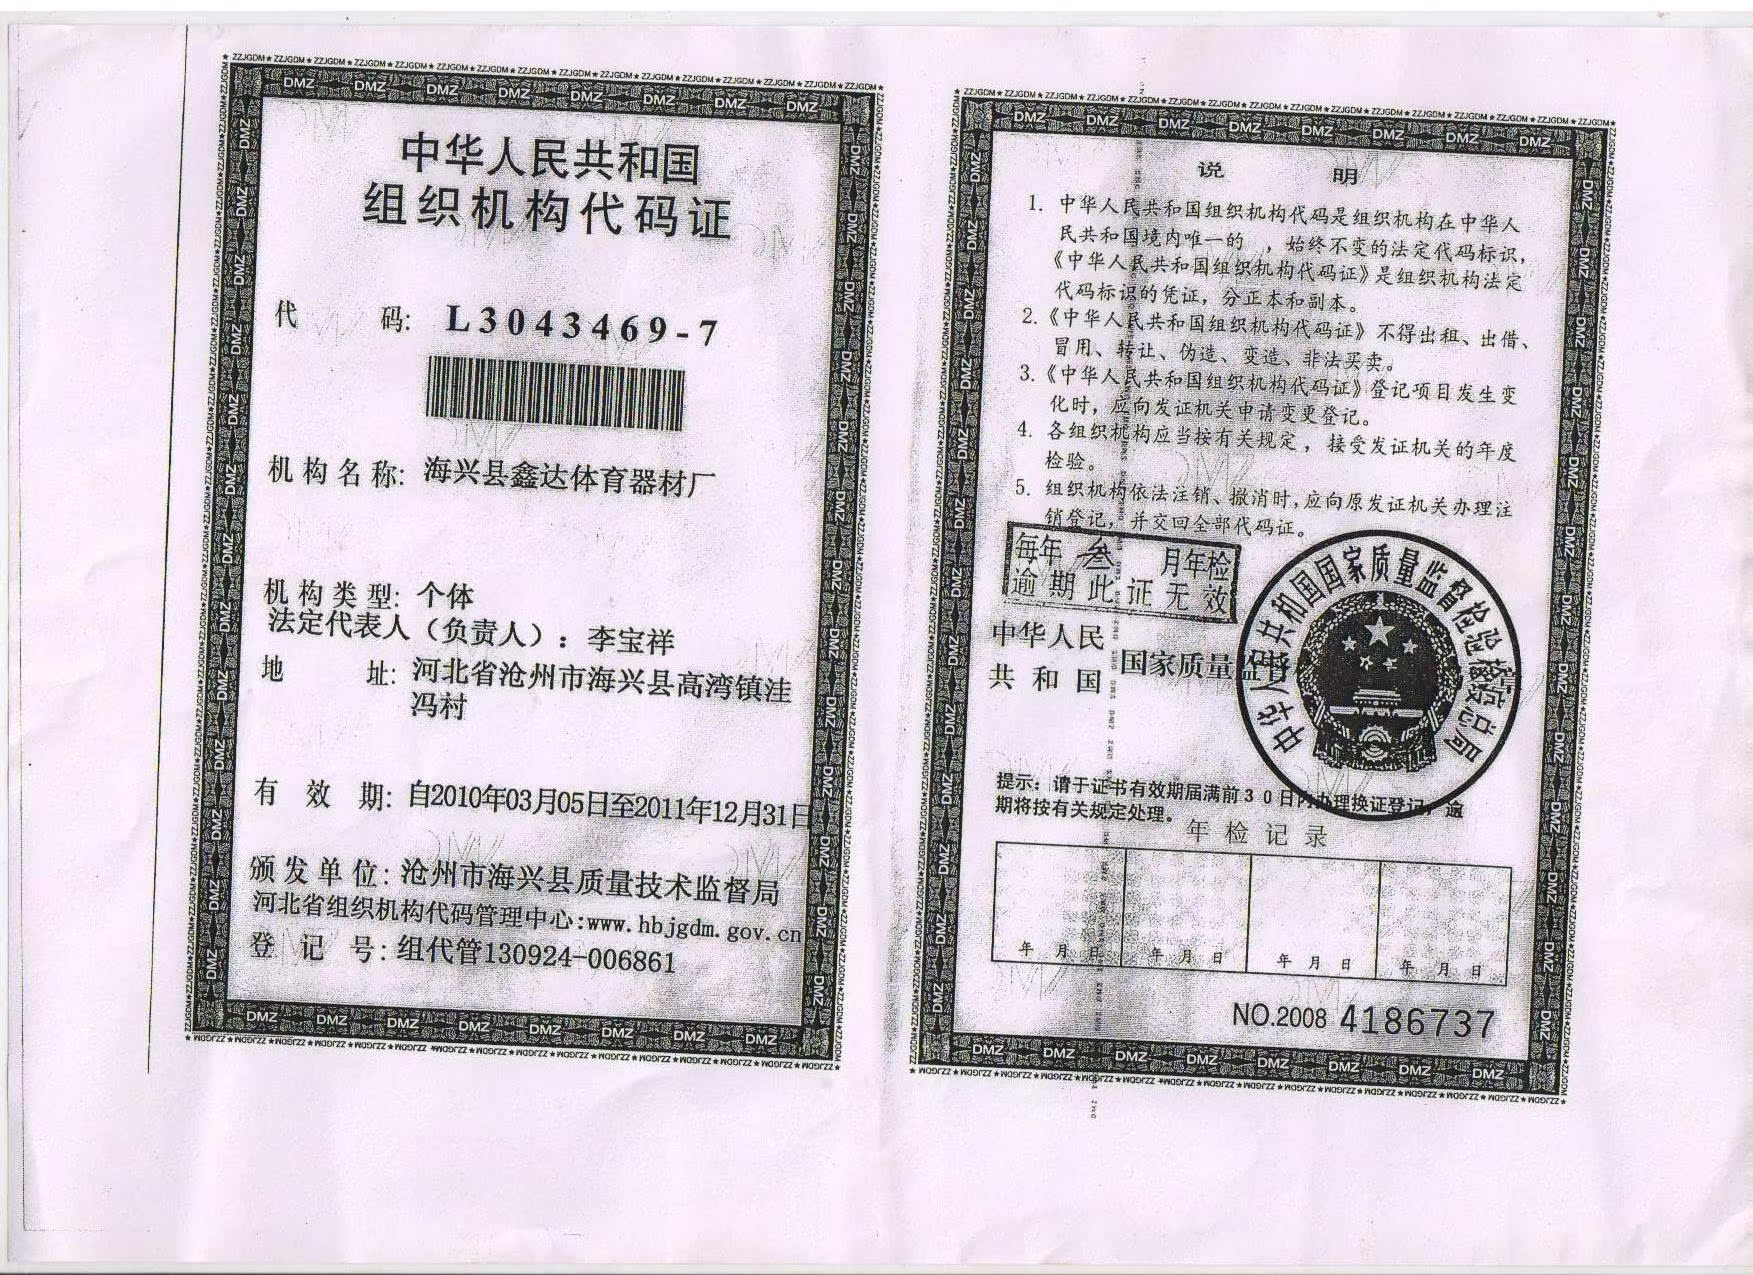 中华人民共和国
组织机构代码证
代 码: L3043469-7
机构名称: 海兴县鑫达体育器材厂
机构类型: 个体
法定代表人（负责人）: 李宝祥
地 址: 河北省沧州市海兴县高湾镇洼
冯村
有 效 期: 自2010年03月05日至2011年12月31日
颁发单位: 沧州市海兴县质量技术监督局
河北省组织机构代码管理中心:www.hbjgdm.gov.cn
登 记 号: 组代管130924-006861
说 明
1. 中华人民共和国组织机构代码是组织机构在中华人
民共和国境内唯一的 ，始终不变的法定代码标识，
《中华人民共和国组织机构代码证》是组织机构法定
代码标识的凭证，分正本和副本。
2.《中华人民共和国组织机构代码证》不得出租、出借、
冒用、转让、伪造、变造、非法买卖。
3.《中华人民共和国组织机构代码证》登记项目发生变
化时，应向发证机关申请变更登记。
4. 各组织机构应当按有关规定，接受发证机关的年度
检验。
5. 组织机构依法注销、撤消时，应向原发证机关办理注
销登记，并交回全部代码证。
每年 叁 月年检
逾期此证无效
中华人民
共和国 国家质量监督
中华人民共和国国家质量监督检验检疫总局
提示: 请于证书有效期届满前30日内办理换证登记，逾
期将按有关规定处理。
年检记录
年 月 日 年 月 日 年 月 日 年 月 日
NO.2008 4186737